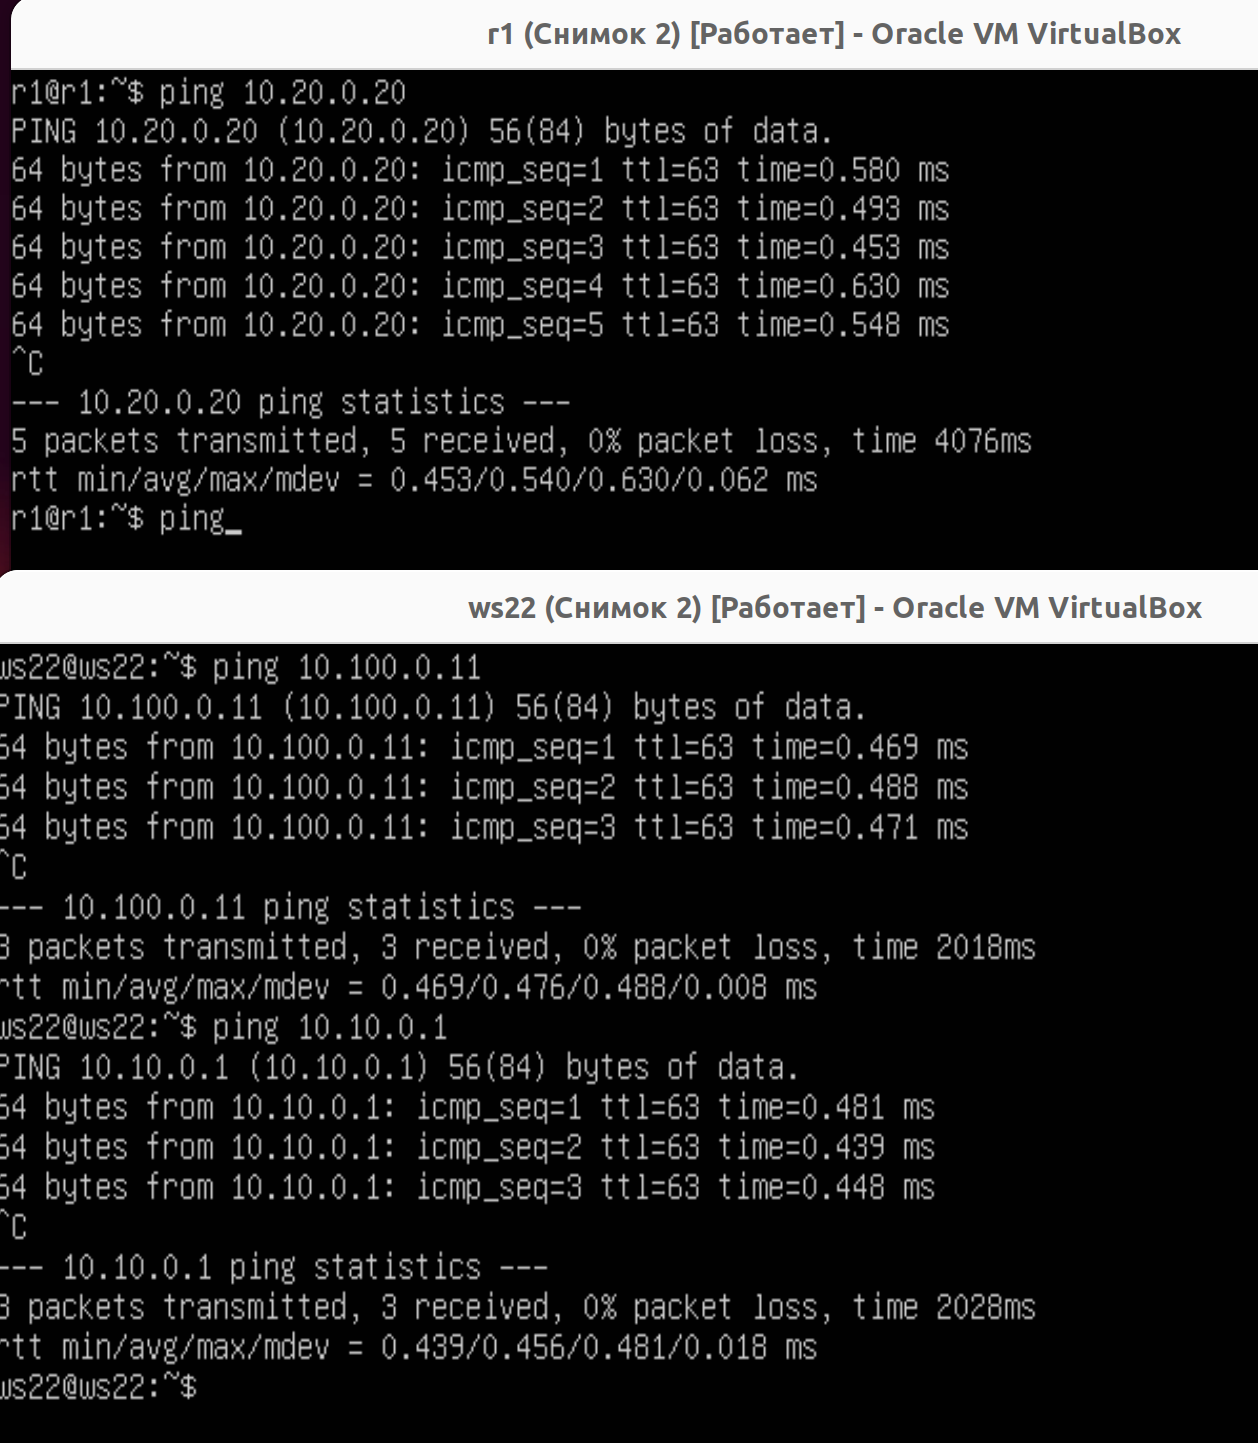 r1 (Снимок 2) [Работает] - Oracle VM VirtualBox
r1@r1:~$ ping 10.20.0.20
PING 10.20.0.20 (10.20.0.20) 56(84) bytes of data.
64 bytes from 10.20.0.20: icmp_seq=1 ttl=63 time=0.580 ms
64 bytes from 10.20.0.20: icmp_seq=2 ttl=63 time=0.493 ms
64 bytes from 10.20.0.20: icmp_seq=3 ttl=63 time=0.453 ms
64 bytes from 10.20.0.20: icmp_seq=4 ttl=63 time=0.630 ms
64 bytes from 10.20.0.20: icmp_seq=5 ttl=63 time=0.548 ms
^C
--- 10.20.0.20 ping statistics ---
5 packets transmitted, 5 received, 0% packet loss, time 4076ms
rtt min/avg/max/mdev = 0.453/0.540/0.630/0.062 ms
r1@r1:~$ ping_
ws22 (Снимок 2) [Работает] - Oracle VM VirtualBox
ws22@ws22:~$ ping 10.100.0.11
PING 10.100.0.11 (10.100.0.11) 56(84) bytes of data.
64 bytes from 10.100.0.11: icmp_seq=1 ttl=63 time=0.469 ms
64 bytes from 10.100.0.11: icmp_seq=2 ttl=63 time=0.488 ms
64 bytes from 10.100.0.11: icmp_seq=3 ttl=63 time=0.471 ms
^C
--- 10.100.0.11 ping statistics ---
3 packets transmitted, 3 received, 0% packet loss, time 2018ms
rtt min/avg/max/mdev = 0.469/0.476/0.488/0.008 ms
ws22@ws22:~$ ping 10.10.0.1
PING 10.10.0.1 (10.10.0.1) 56(84) bytes of data.
64 bytes from 10.10.0.1: icmp_seq=1 ttl=63 time=0.481 ms
64 bytes from 10.10.0.1: icmp_seq=2 ttl=63 time=0.439 ms
64 bytes from 10.10.0.1: icmp_seq=3 ttl=63 time=0.448 ms
^C
--- 10.10.0.1 ping statistics ---
3 packets transmitted, 3 received, 0% packet loss, time 2028ms
rtt min/avg/max/mdev = 0.439/0.456/0.481/0.018 ms
ws22@ws22:~$